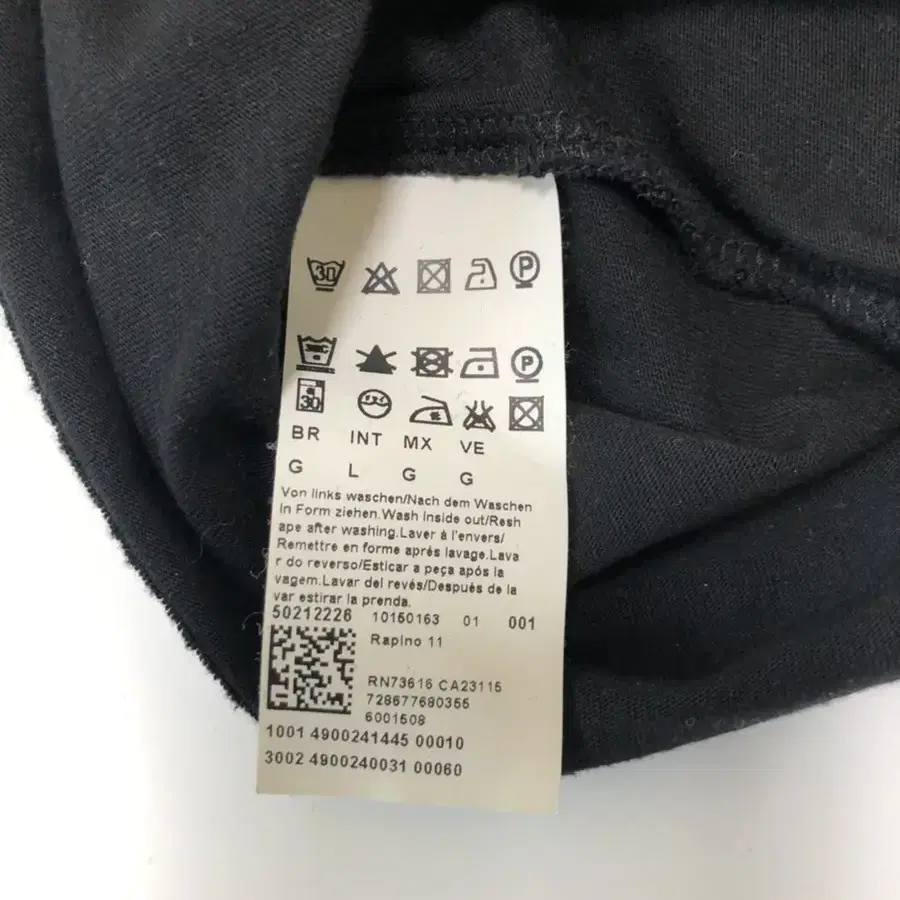 30 P
P
30
BR INT MX VE
G L G G
Von links waschen/Nach dem Waschen
In Form ziehen.Wash Inside out/Resh
ape after washing.Laver à l'envers/
Remettre en forme aprés lavage.Lava
r do reverso/Esticar a peça após la
vagem.Lavar del revés/Después de la
var estirar la prenda.
50212226 10150163 01 001
Rapino 11
RN73616 CA23115
728677680355
6001508
1001 4900241445 00010
3002 4900240031 00060